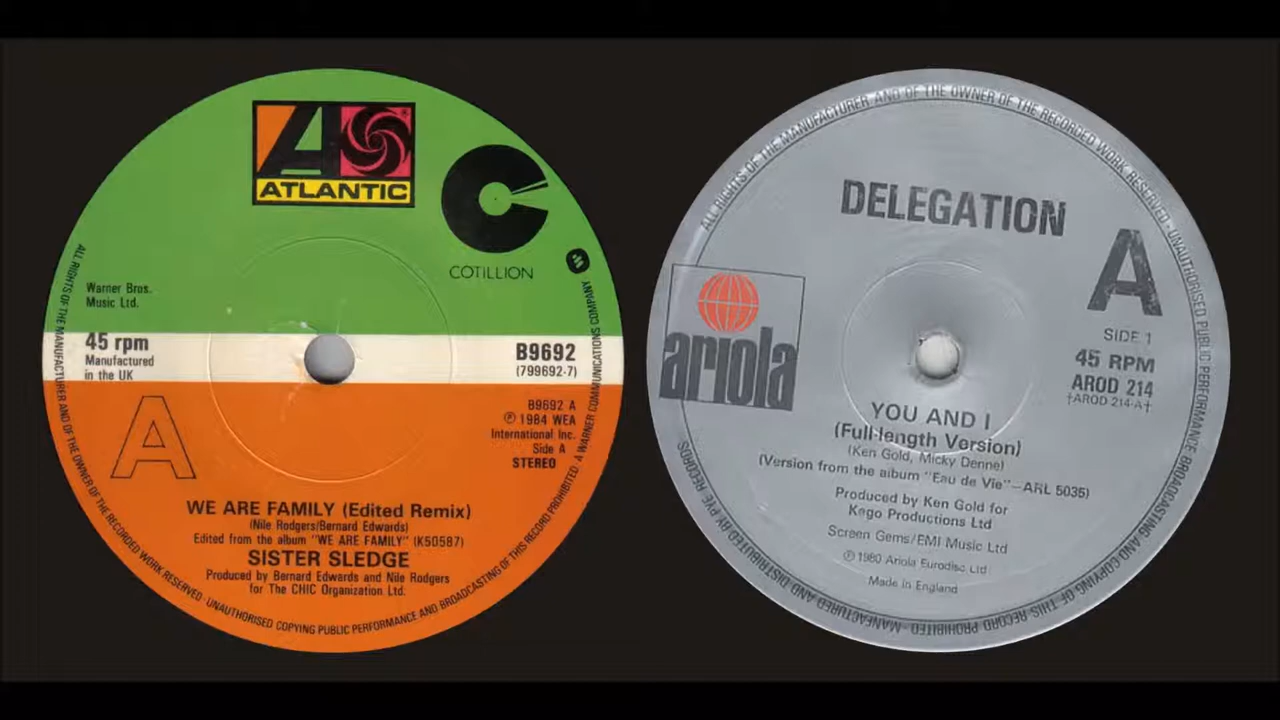 ATLANTIC
COTILLION
Warner Bros.
Music Ltd.
45 rpm
Manufactured
in the UK
B9692
(799692-7)
A
B9692 A
℗ 1984 WEA
International Inc.
Side A
STEREO
WE ARE FAMILY (Edited Remix)
(Nile Rodgers/Bernard Edwards)
Edited from the album "WE ARE FAMILY" (K50587)
SISTER SLEDGE
Produced by Bernard Edwards and Nile Rodgers
for The CHIC Organization Ltd.
ALL RIGHTS OF THE MANUFACTURER AND OF THE OWNER OF THE RECORDED WORK RESERVED · UNAUTHORISED COPYING PUBLIC PERFORMANCE AND BROADCASTING OF THIS RECORD PROHIBITED · A WARNER COMMUNICATIONS COMPANY
ALL RIGHTS OF THE MANUFACTURER AND OF THE OWNER OF THE RECORDED WORK RESERVED · UNAUTHORISED PUBLIC PERFORMANCE BROADCASTING AND COPYING OF THIS RECORD PROHIBITED · MANFACTURED AND DISTRIBUTED BY PYE RECORDS
DELEGATION
A
ariola
SIDE 1
45 RPM
AROD 214
†AROD 214-A†
YOU AND I
(Full-length Version)
(Ken Gold, Micky Denne)
(Version from the album "Eau de Vie"—ARL 5035)
Produced by Ken Gold for
Kego Productions Ltd
Screen Gems/EMI Music Ltd
℗ 1980 Ariola Eurodisc Ltd
Made in England